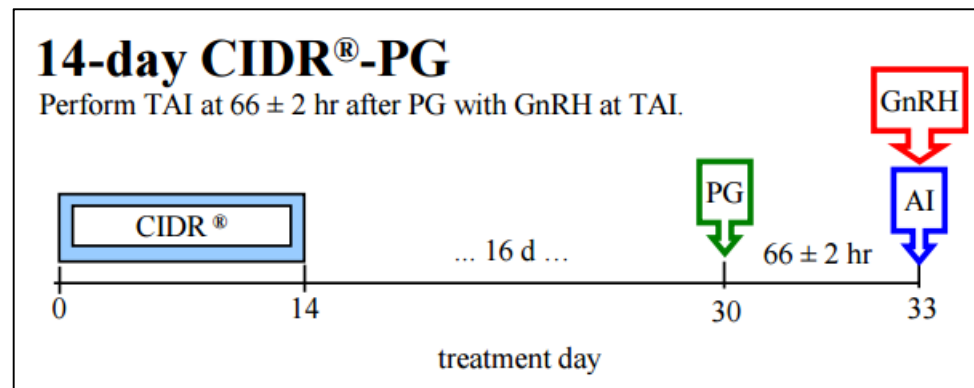 14-day CIDR®-PG
Perform TAI at 66 ± 2 hr after PG with GnRH at TAI.
GnRH
PG
AI
CIDR ®
... 16 d …
66 ± 2 hr
0
14
30
33
treatment day